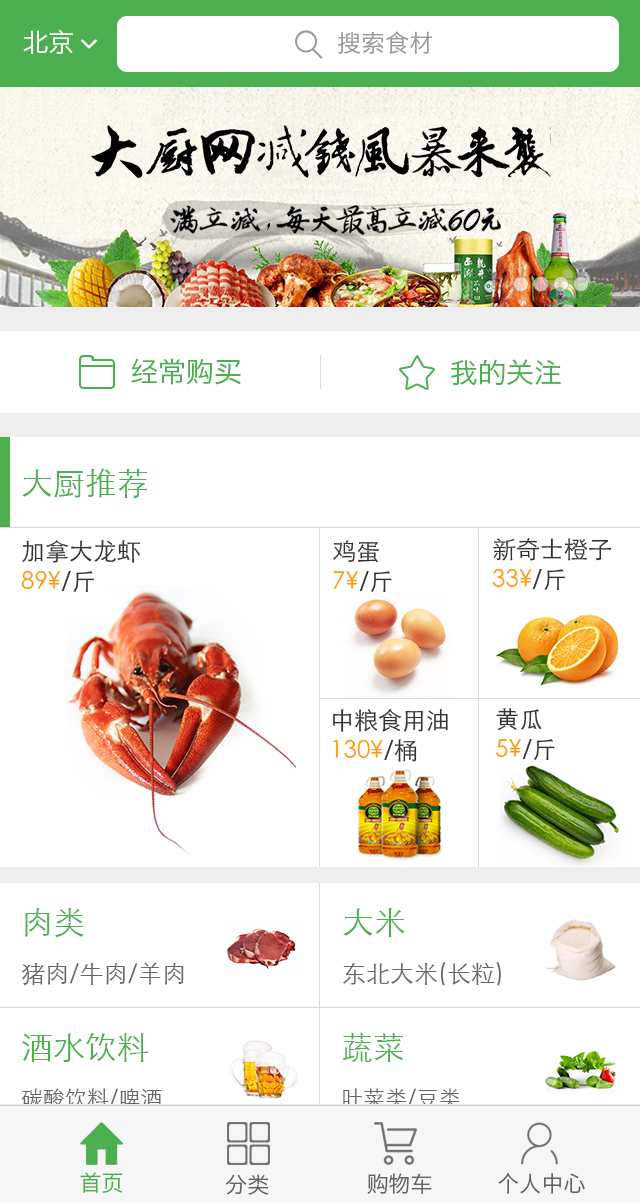 北京
搜索食材
大厨网减錢風暴来襲
满立减,每天最高立减60元
经常购买
我的关注
大厨推荐
加拿大龙虾
89¥/斤
鸡蛋
7¥/斤
新奇士橙子
33¥/斤
中粮食用油
130¥/桶
黄瓜
5¥/斤
肉类
猪肉/牛肉/羊肉
大米
东北大米(长粒)
酒水饮料
碳酸饮料/啤酒
蔬菜
叶菜类/豆类
首页
分类
购物车
个人中心